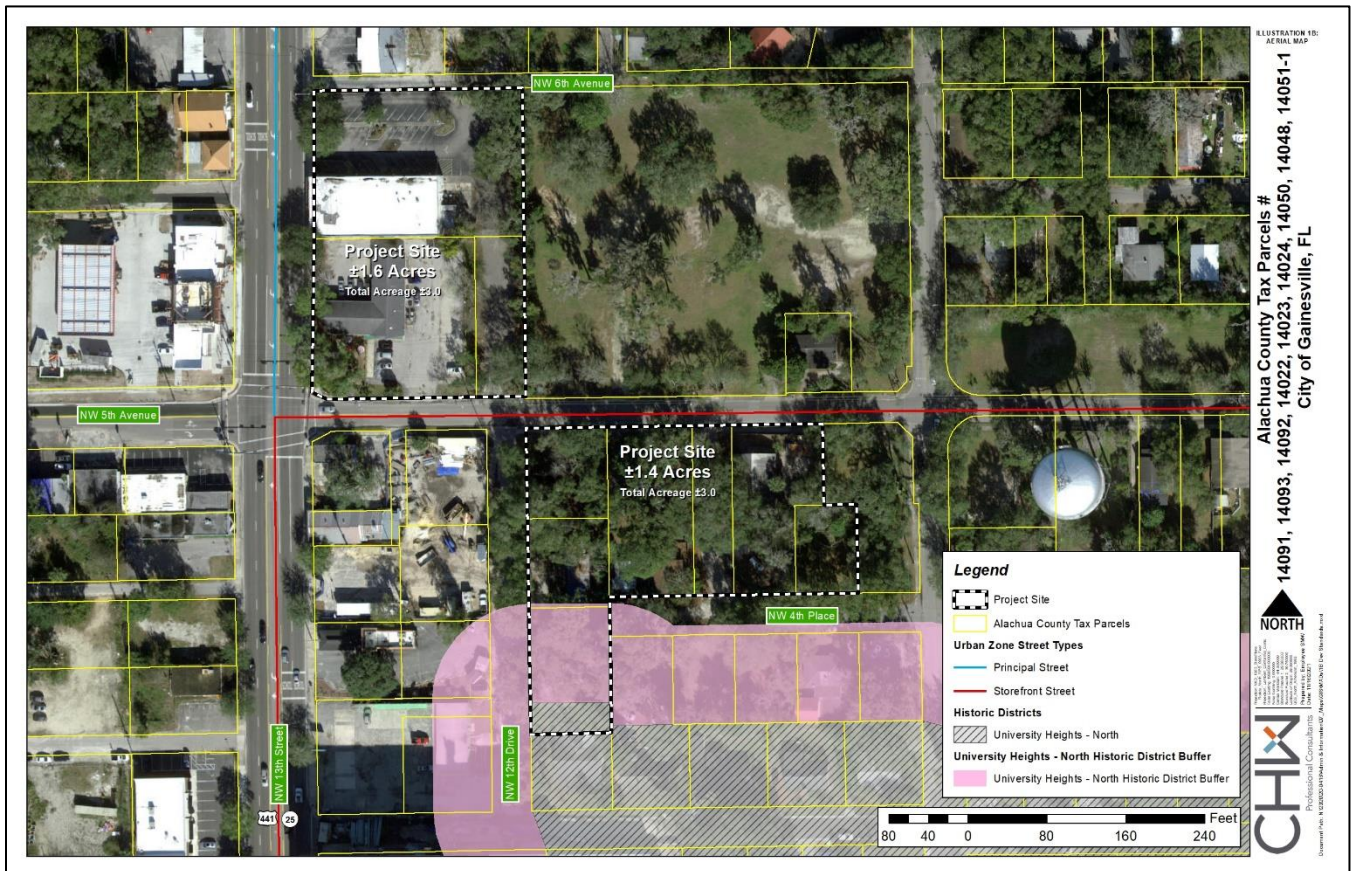 ILLUSTRATION 1B:
AERIAL MAP
Alachua County Tax Parcels #
14091, 14093, 14092, 14022, 14023, 14024, 14050, 14048, 14051-1
City of Gainesville, FL
NW 6th Avenue
Project Site
±1.6 Acres
Total Acreage ±3.0
NW 5th Avenue
Project Site
±1.4 Acres
Total Acreage ±3.0
NW 4th Place
NW 13th Street
NW 12th Drive
441
25
Legend
Project Site
Alachua County Tax Parcels
Urban Zone Street Types
Principal Street
Storefront Street
Historic Districts
University Heights - North
University Heights - North Historic District Buffer
University Heights - North Historic District Buffer
Feet
80 40 0 80 160 240
NORTH
CHW
Professional Consultants